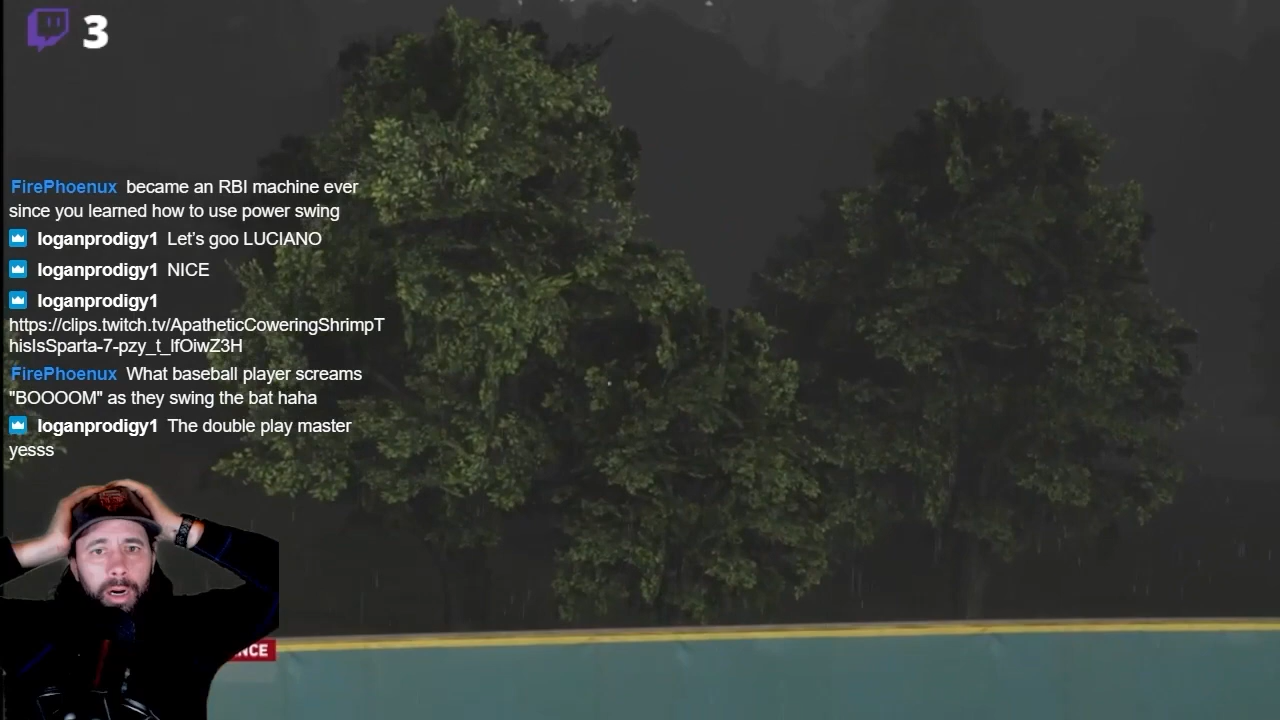 3
FirePhoenux became an RBI machine ever
since you learned how to use power swing
loganprodigy1 Let's goo LUCIANO
loganprodigy1 NICE
loganprodigy1
https://clips.twitch.tv/ApatheticCoweringShrimpT
hisIsSparta-7-pzy_t_lfOiwZ3H
FirePhoenux What baseball player screams
"BOOOOM" as they swing the bat haha
loganprodigy1 The double play master
yesss
NCE